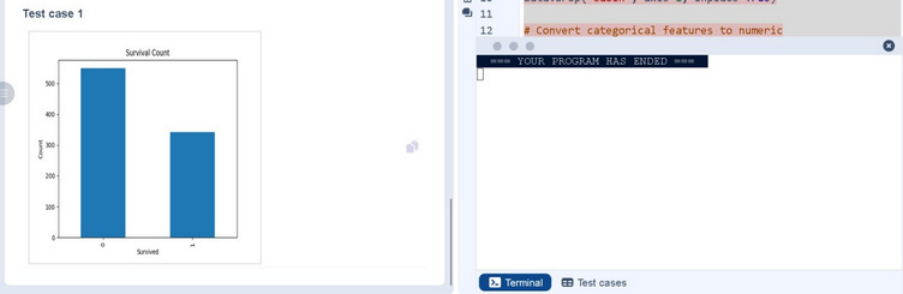 Test case 1
Survival Count
500
400
300
200
100
0
Count
0
1
Survived
11
12 # Convert categorical features to numeric
=== YOUR PROGRAM HAS ENDED ===
Terminal
Test cases